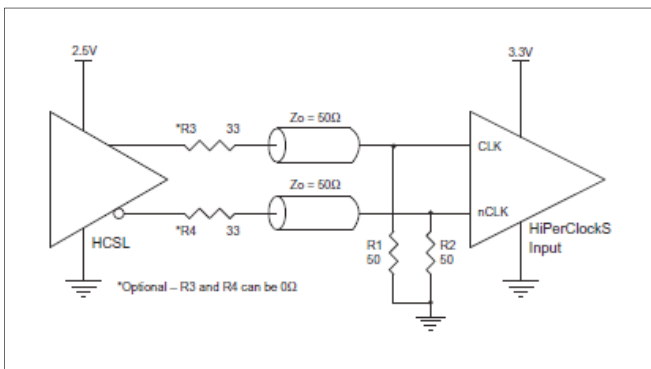 2.5V
3.3V
*R3
33
Zo = 50Ω
CLK
Zo = 50Ω
nCLK
*R4
33
HCSL
HiPerClockS
Input
R1
50
R2
50
*Optional – R3 and R4 can be 0Ω